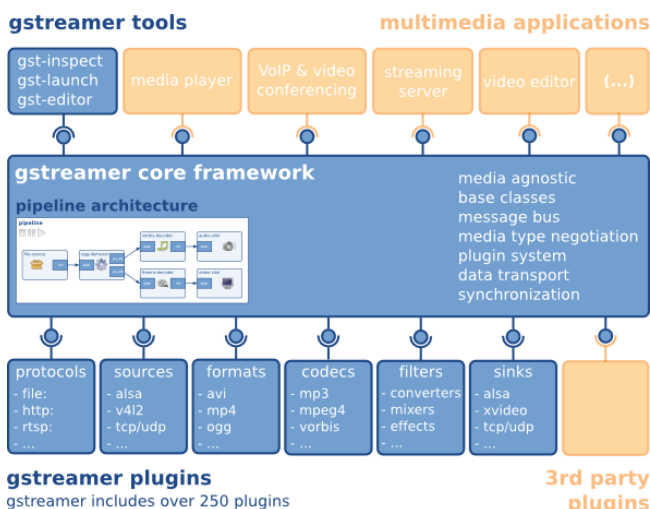 gstreamer tools
multimedia applications
gst-inspect
gst-launch
gst-editor
media player
VoIP & video
conferencing
streaming
server
video editor
(...)
gstreamer core framework
media agnostic
base classes
message bus
media type negotiation
plugin system
data transport
synchronization
pipeline architecture
pipeline
protocols
- file:
- http:
- rtsp:
- ...
sources
- alsa
- v4l2
- tcp/udp
- ...
formats
- avi
- mp4
- ogg
- ...
codecs
- mp3
- mpeg4
- vorbis
- ...
filters
- converters
- mixers
- effects
- ...
sinks
- alsa
- xvideo
- tcp/udp
- ...
gstreamer plugins
gstreamer includes over 250 plugins
3rd party
plugins